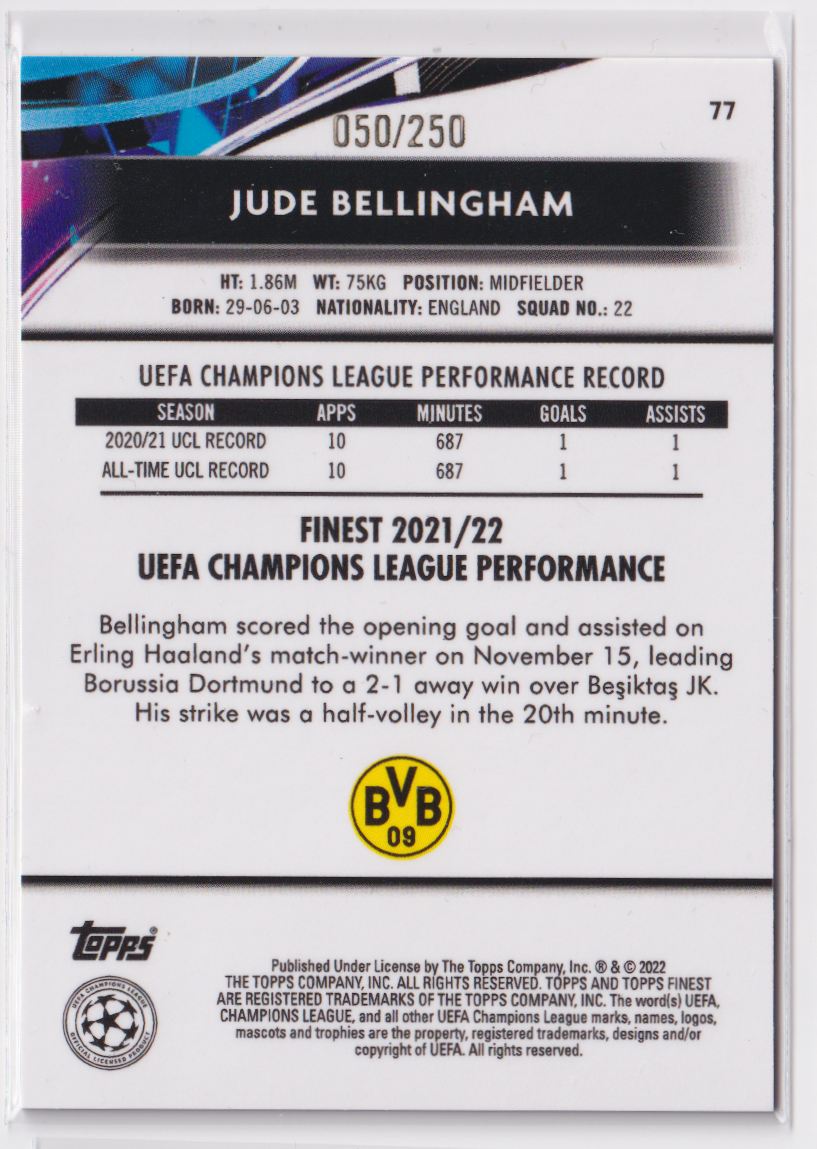 77
050/250
JUDE BELLINGHAM
HT: 1.86M WT: 75KG POSITION: MIDFIELDER
BORN: 29-06-03 NATIONALITY: ENGLAND SQUAD NO.: 22
UEFA CHAMPIONS LEAGUE PERFORMANCE RECORD
SEASON APPS MINUTES GOALS ASSISTS
2020/21 UCL RECORD 10 687 1 1
ALL-TIME UCL RECORD 10 687 1 1
FINEST 2021/22
UEFA CHAMPIONS LEAGUE PERFORMANCE
Bellingham scored the opening goal and assisted on
Erling Haaland's match-winner on November 15, leading
Borussia Dortmund to a 2-1 away win over Beşiktaş JK.
His strike was a half-volley in the 20th minute.
BVB
09
Topps®
UEFA CHAMPIONS LEAGUE
OFFICIAL LICENSED PRODUCT
Published Under License by The Topps Company, Inc. ® & © 2022
THE TOPPS COMPANY, INC. ALL RIGHTS RESERVED. TOPPS AND TOPPS FINEST
ARE REGISTERED TRADEMARKS OF THE TOPPS COMPANY, INC. The word(s) UEFA,
CHAMPIONS LEAGUE, and all other UEFA Champions League marks, names, logos,
mascots and trophies are the property, registered trademarks, designs and/or
copyright of UEFA. All rights reserved.